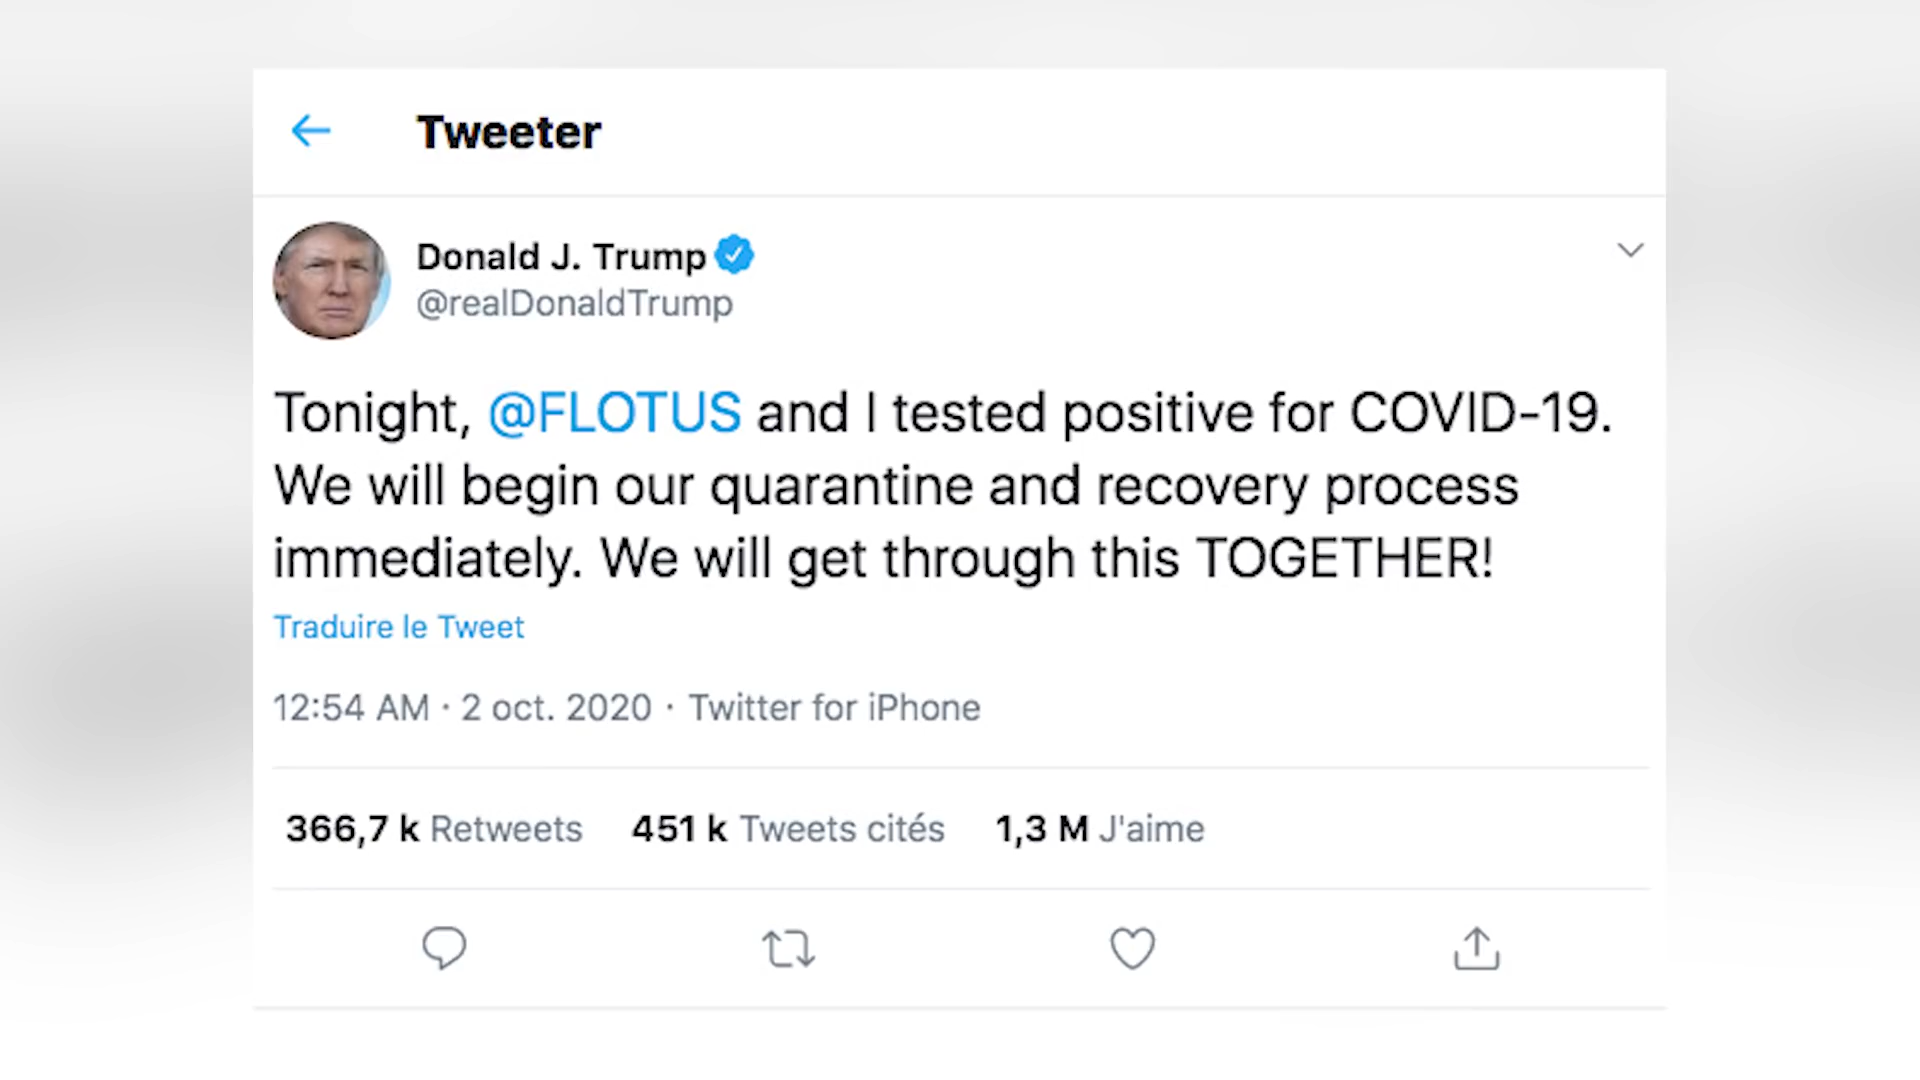 Tweeter
Donald J. Trump
@realDonaldTrump
Tonight, @FLOTUS and I tested positive for COVID-19.
We will begin our quarantine and recovery process
immediately. We will get through this TOGETHER!
Traduire le Tweet
12:54 AM · 2 oct. 2020 · Twitter for iPhone
366,7 k Retweets 451 k Tweets cités 1,3 M J'aime